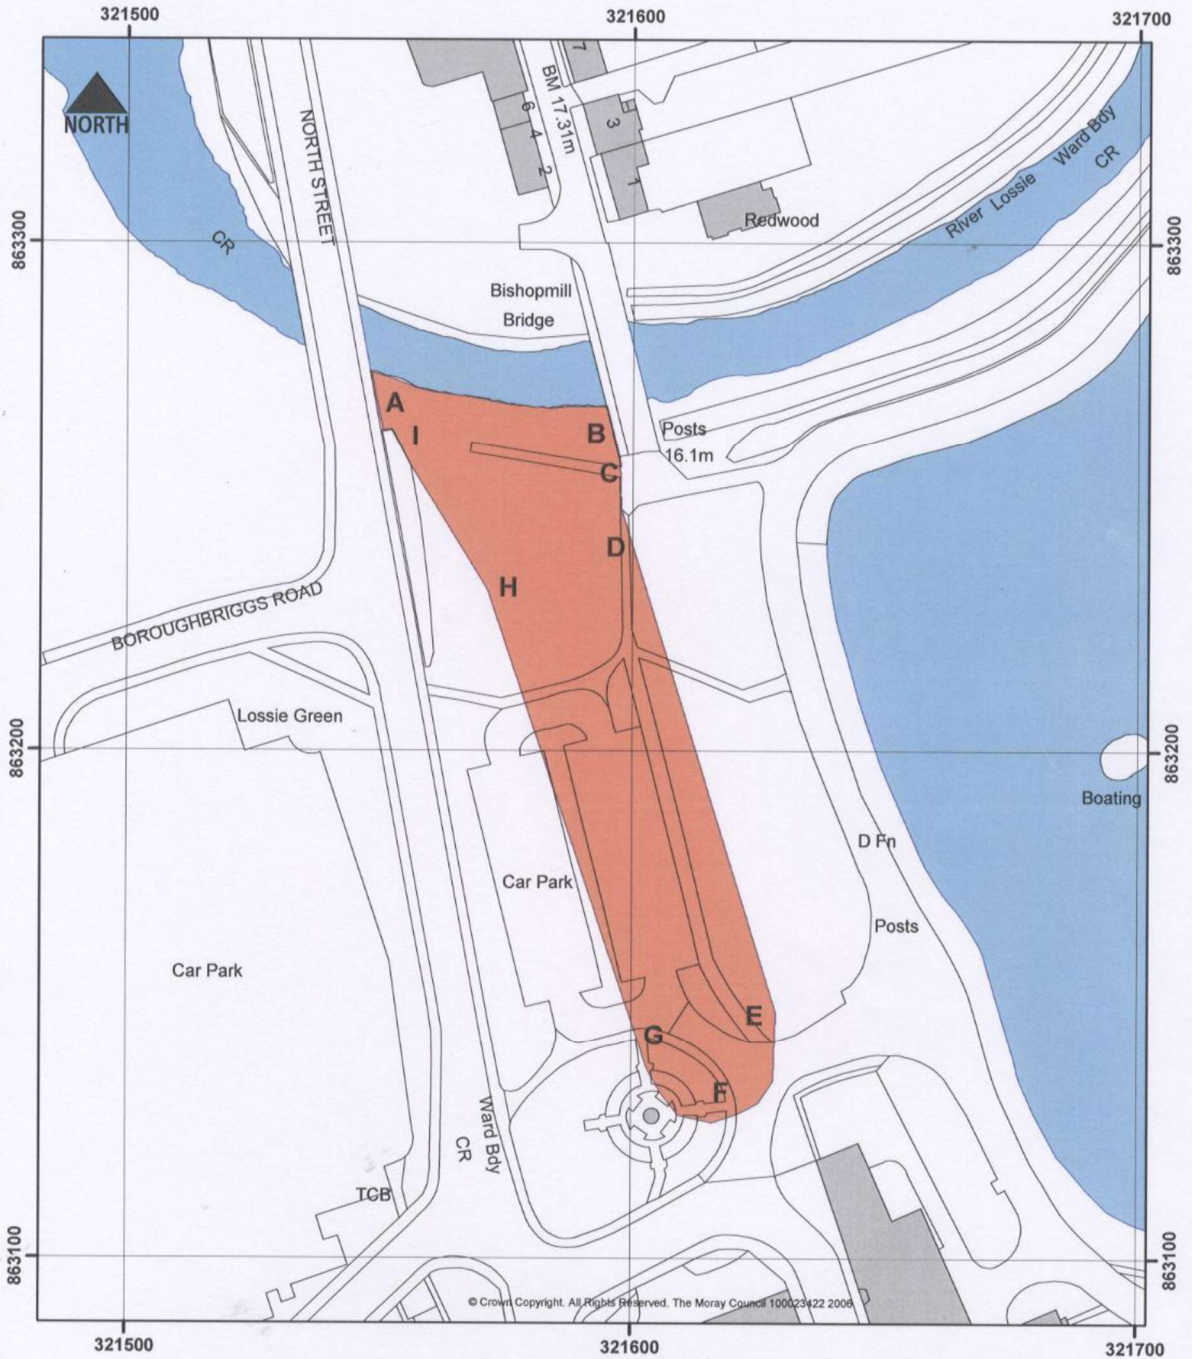 321500
321600
321700
NORTH
NORTH STREET
BM 17.31m
7
6
4
2
3
1
Redwood
River Lossie
Ward Bdy
CR
863300
863300
CR
Bishopmill
Bridge
A
I
B
C
Posts
16.1m
D
H
BOROUGHBRIGGS ROAD
Lossie Green
863200
863200
Boating
D Fn
Car Park
Posts
Car Park
E
G
F
Ward Bdy
CR
TCB
863100
863100
© Crown Copyright. All Rights Reserved. The Moray Council 100023422 2006
321500
321600
321700